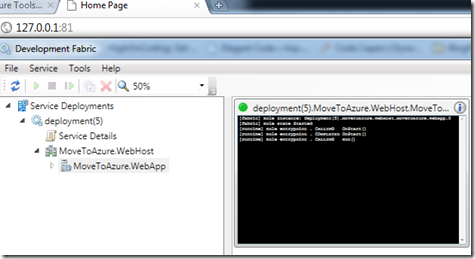 ure Tools...
Home Page
127.0.0.1:81
Development Fabric
File Service Tools Help
50%
Service Deployments
deployment(5)
Service Details
MoveToAzure.WebHost
MoveToAzure.WebApp
deployment(5).MoveToAzure.WebHost.MoveTo...
[fabric] role instance: deployment(5).movetoazure.webhost.movetoazure.webapp.0
[fabric] role state Started
[runtime] role entrypoint . Calling OnStart()
[runtime] role entrypoint . Completed OnStart()
[runtime] role entrypoint . Calling Run()